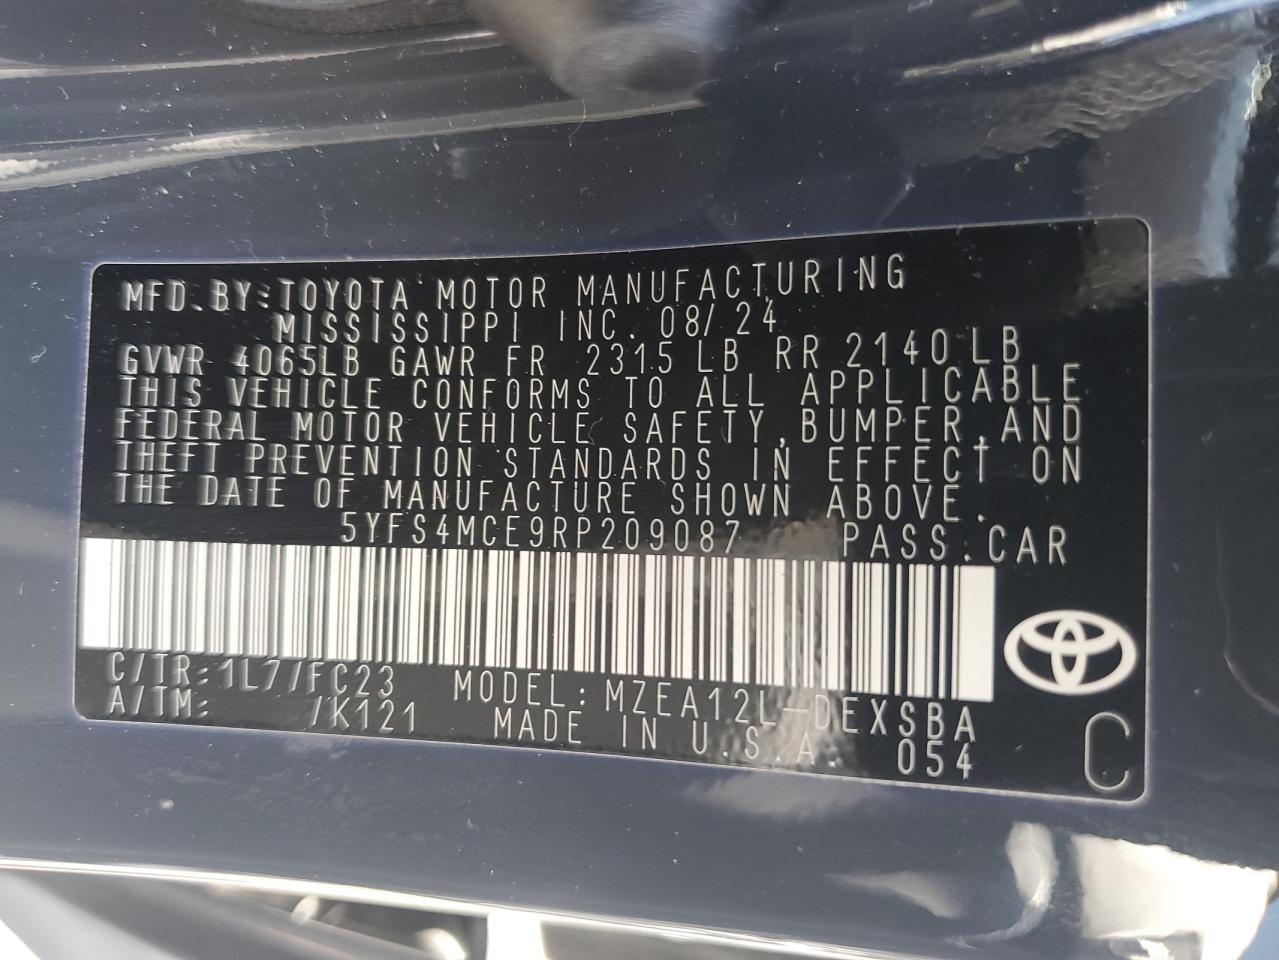 MFD.BY:TOYOTA MOTOR MANUFACTURING
MISSISSIPPI INC. 08/24
GVWR 4065LB GAWR FR 2315 LB RR 2140 LB
THIS VEHICLE CONFORMS TO ALL APPLICABLE
FEDERAL MOTOR VEHICLE SAFETY,BUMPER,AND
THEFT PREVENTION STANDARDS IN EFFECT ON
THE DATE OF MANUFACTURE SHOWN ABOVE.
5YFS4MCE9RP209087 PASS.CAR
C/TR:1L7/FC23 MODEL:MZEA12L-DEXSBA
A/TM: /K121 MADE IN U.S.A. 054
C